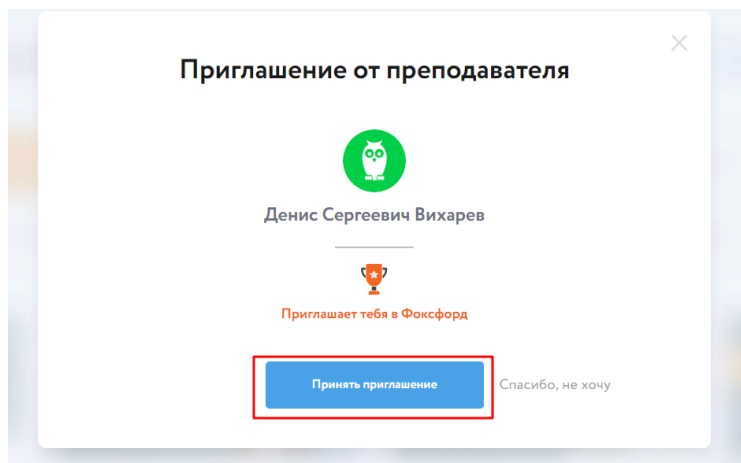 Приглашение от преподавателя
Денис Сергеевич Вихарев
Приглашает тебя в Фоксфорд
Принять приглашение
Спасибо, не хочу